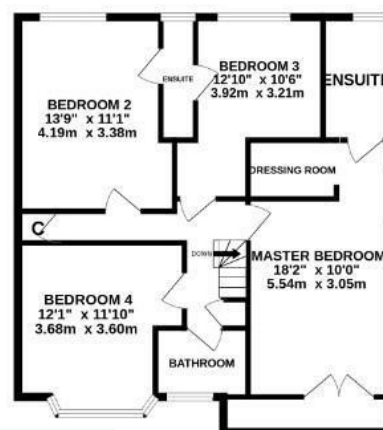 BEDROOM 2
13'9" x 11'1"
4.19m x 3.38m
ENSUITE
BEDROOM 3
12'10" x 10'6"
3.92m x 3.21m
ENSUITE
DRESSING ROOM
C
DOWN
MASTER BEDROOM
18'2" x 10'0"
5.54m x 3.05m
BEDROOM 4
12'1" x 11'10"
3.68m x 3.60m
BATHROOM